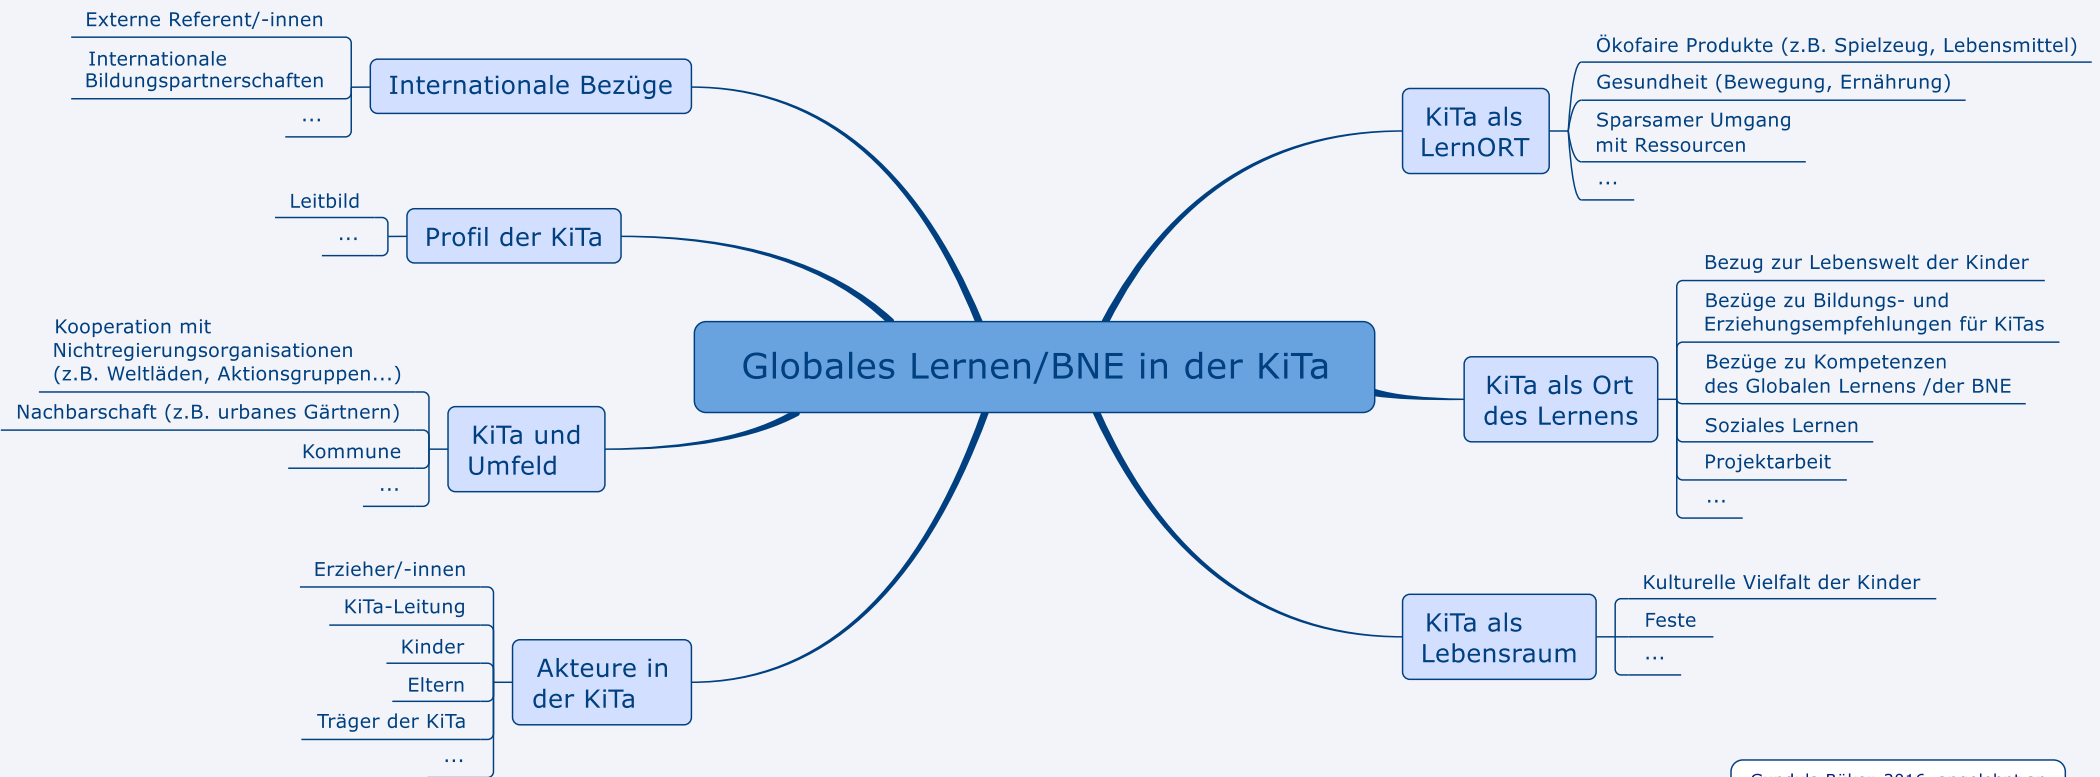 Externe Referent/-innen
Internationale
Bildungspartnerschaften
...
Internationale Bezüge
Leitbild
...
Profil der KiTa
Kooperation mit
Nichtregierungsorganisationen
(z.B. Weltläden, Aktionsgruppen...)
Nachbarschaft (z.B. urbanes Gärtnern)
Kommune
...
KiTa und
Umfeld
Erzieher/-innen
KiTa-Leitung
Kinder
Eltern
Träger der KiTa
...
Akteure in
der KiTa
Globales Lernen/BNE in der KiTa
KiTa als
LernORT
Ökofaire Produkte (z.B. Spielzeug, Lebensmittel)
Gesundheit (Bewegung, Ernährung)
Sparsamer Umgang
mit Ressourcen
...
KiTa als Ort
des Lernens
Bezug zur Lebenswelt der Kinder
Bezüge zu Bildungs- und
Erziehungsempfehlungen für KiTas
Bezüge zu Kompetenzen
des Globalen Lernens /der BNE
Soziales Lernen
Projektarbeit
...
KiTa als
Lebensraum
Kulturelle Vielfalt der Kinder
Feste
...